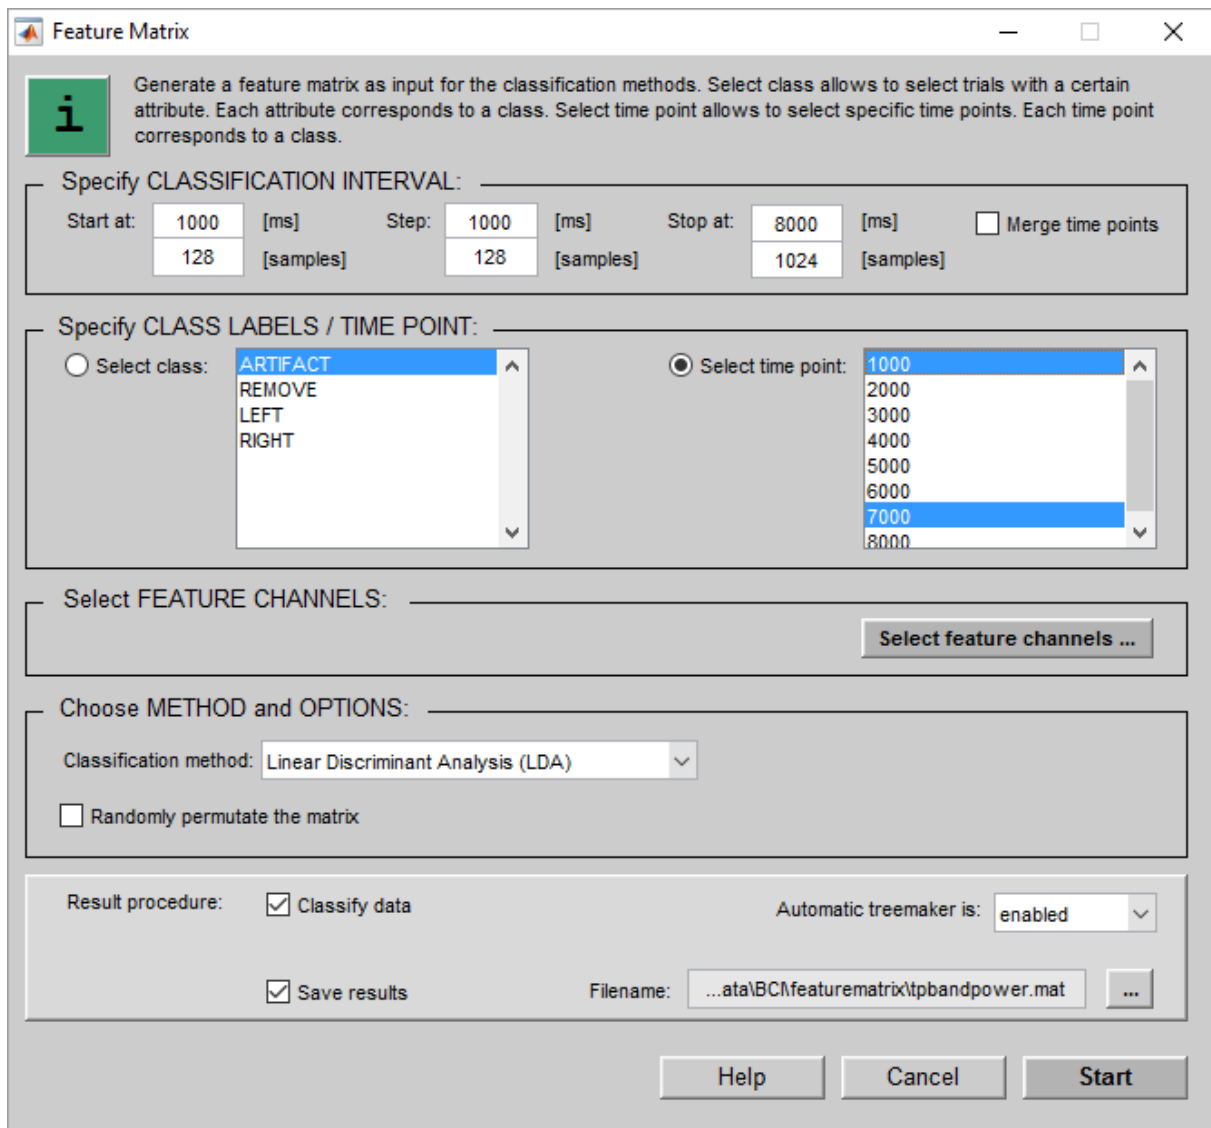 Feature Matrix
i
Generate a feature matrix as input for the classification methods. Select class allows to select trials with a certain
attribute. Each attribute corresponds to a class. Select time point allows to select specific time points. Each time point
corresponds to a class.
Specify CLASSIFICATION INTERVAL:
Start at: 1000 [ms] Step: 1000 [ms] Stop at: 8000 [ms] Merge time points
128 [samples] 128 [samples] 1024 [samples]
Specify CLASS LABELS / TIME POINT:
Select class:
ARTIFACT
REMOVE
LEFT
RIGHT
Select time point:
1000
2000
3000
4000
5000
6000
7000
8000
Select FEATURE CHANNELS:
Select feature channels ...
Choose METHOD and OPTIONS:
Classification method: Linear Discriminant Analysis (LDA)
Randomly permutate the matrix
Result procedure: Classify data Automatic treemaker is: enabled
Save results Filename: ...ata\BCI\featurematrix\tpbandpower.mat ...
Help Cancel Start